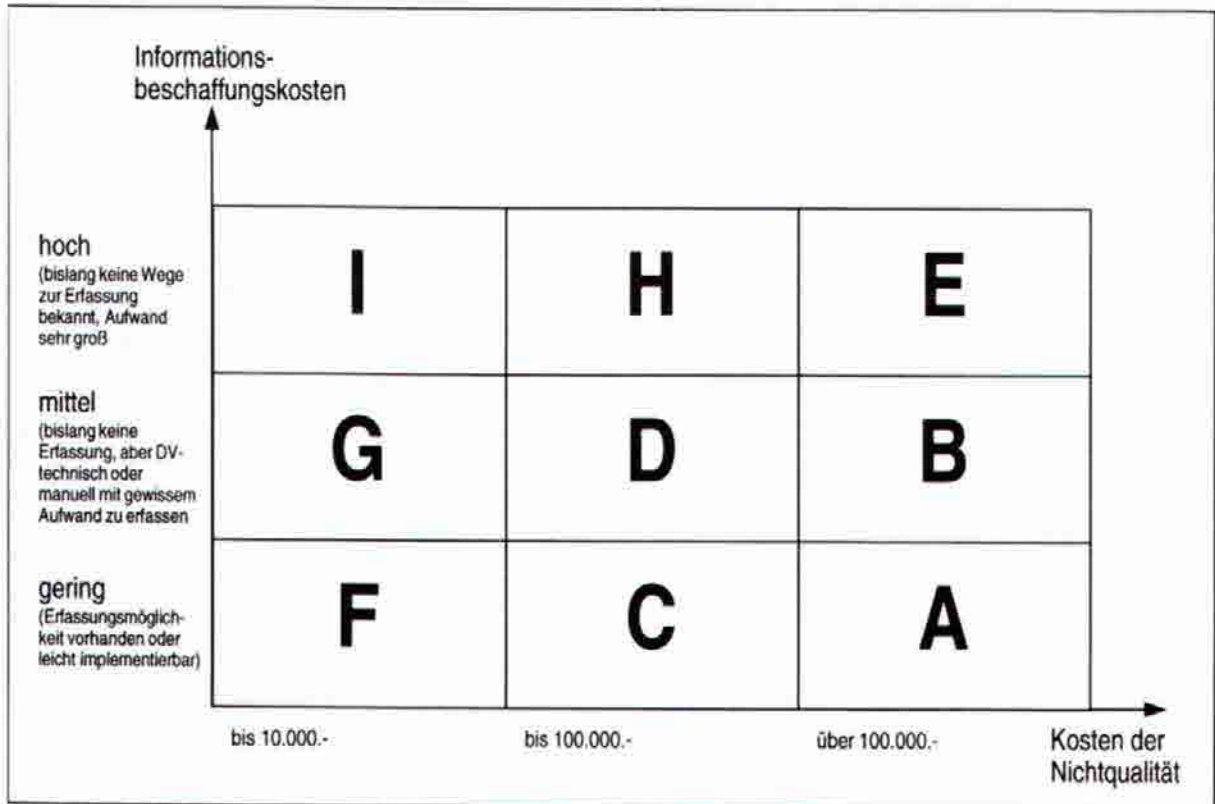 Informations-
beschaffungskosten
hoch
(bislang keine Wege
zur Erfassung
bekannt, Aufwand
sehr groß
I H E
mittel
(bislang keine
Erfassung, aber DV-
technisch oder
manuell mit gewissem
Aufwand zu erfassen
G D B
gering
(Erfassungsmöglich-
keit vorhanden oder
leicht implementierbar)
F C A
bis 10.000.- bis 100.000.- über 100.000.-
Kosten der
Nichtqualität